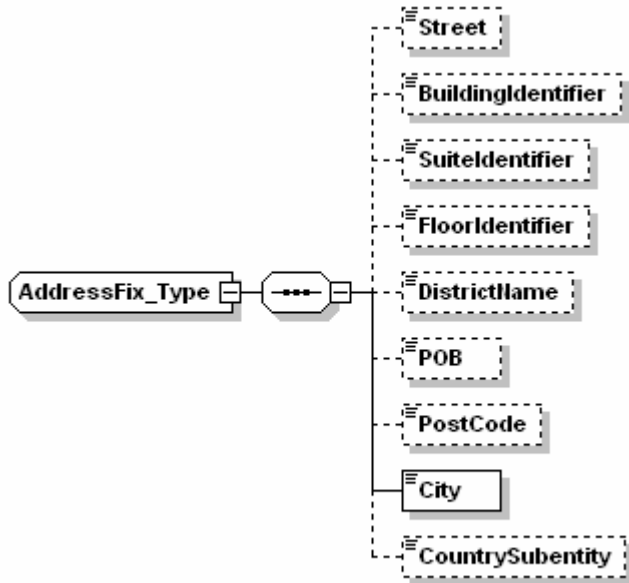 Street
BuildingIdentifier
SuiteIdentifier
FloorIdentifier
AddressFix_Type
DistrictName
POB
PostCode
City
CountrySubentity